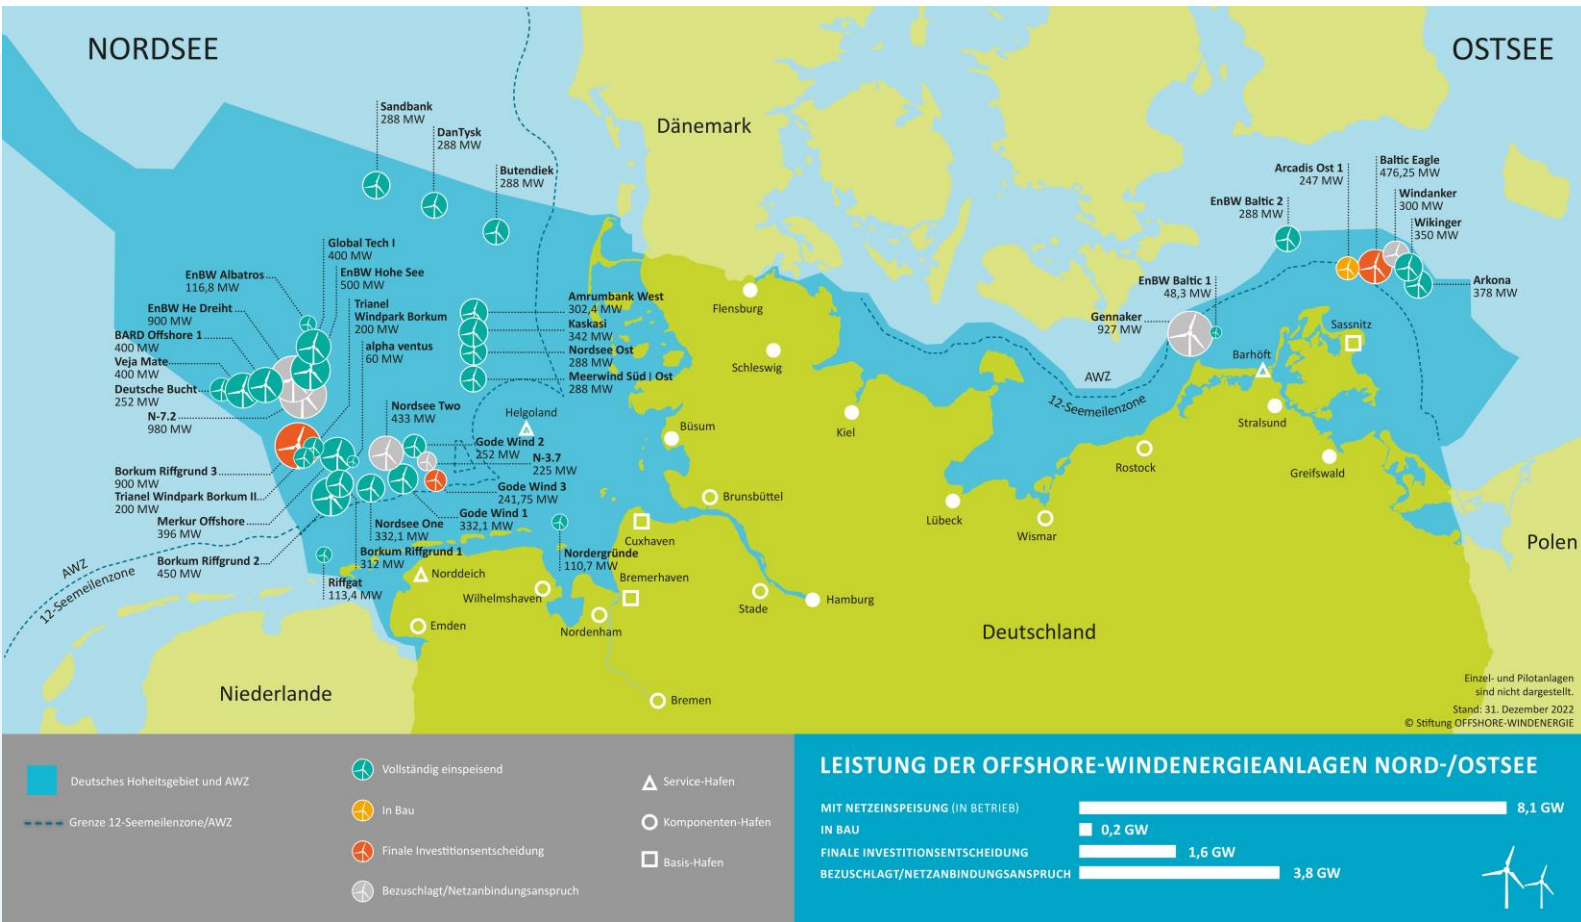 NORDSEE
OSTSEE
Dänemark
Sandbank
288 MW
DanTysk
288 MW
Butendiek
288 MW
Global Tech I
400 MW
EnBW Albatros
116,8 MW
EnBW Hohe See
500 MW
EnBW He Dreiht
900 MW
Trianel
Windpark Borkum
200 MW
BARD Offshore 1
400 MW
alpha ventus
60 MW
Veja Mate
400 MW
Deutsche Bucht
252 MW
N-7.2
980 MW
Amrumbank West
302,4 MW
Kaskasi
342 MW
Nordsee Ost
288 MW
Meerwind Süd | Ost
288 MW
Nordsee Two
433 MW
Helgoland
Gode Wind 2
252 MW
N-3.7
225 MW
Gode Wind 3
241,75 MW
Gode Wind 1
332,1 MW
Borkum Riffgrund 3
900 MW
Trianel Windpark Borkum II
200 MW
Merkur Offshore
396 MW
Borkum Riffgrund 2
450 MW
Nordsee One
332,1 MW
Borkum Riffgrund 1
312 MW
Riffgat
113,4 MW
Nordergründe
110,7 MW
AWZ
12-Seemeilenzone
Arcadis Ost 1
247 MW
Baltic Eagle
476,25 MW
Windanker
300 MW
Wikinger
350 MW
EnBW Baltic 2
288 MW
Arkona
378 MW
EnBW Baltic 1
48,3 MW
Gennaker
927 MW
AWZ
12-Seemeilenzone
Flensburg
Schleswig
Kiel
Büsum
Brunsbüttel
Cuxhaven
Bremerhaven
Norddeich
Wilhelmshaven
Emden
Nordenham
Stade
Hamburg
Bremen
Lübeck
Wismar
Rostock
Barhöft
Sassnitz
Stralsund
Greifswald
Niederlande
Deutschland
Polen
Einzel- und Pilotanlagen
sind nicht dargestellt.
Stand: 31. Dezember 2022
© Stiftung OFFSHORE-WINDENERGIE
Deutsches Hoheitsgebiet und AWZ
Grenze 12-Seemeilenzone/AWZ
Vollständig einspeisend
In Bau
Finale Investitionsentscheidung
Bezuschlagt/Netzanbindungsanspruch
Service-Hafen
Komponenten-Hafen
Basis-Hafen
LEISTUNG DER OFFSHORE-WINDENERGIEANLAGEN NORD-/OSTSEE
MIT NETZEINSPEISUNG (IN BETRIEB) 8,1 GW
IN BAU 0,2 GW
FINALE INVESTITIONSENTSCHEIDUNG 1,6 GW
BEZUSCHLAGT/NETZANBINDUNGSANSPRUCH 3,8 GW